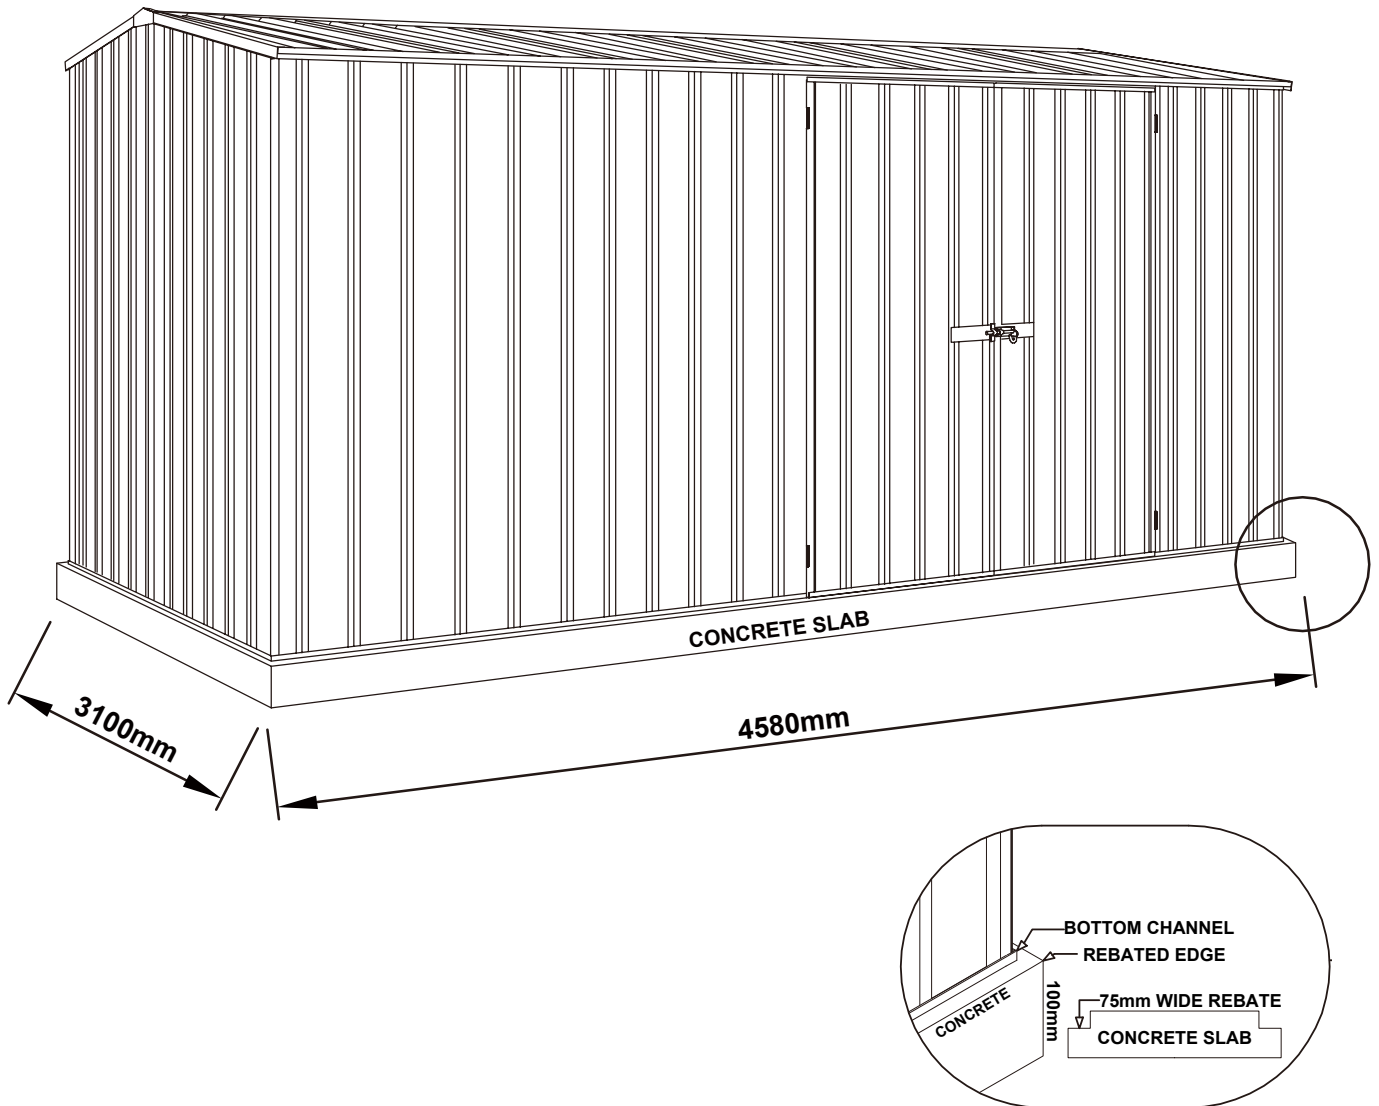 CONCRETE SLAB
3100mm
4580mm
BOTTOM CHANNEL
REBATED EDGE
CONCRETE
100mm
75mm WIDE REBATE
CONCRETE SLAB